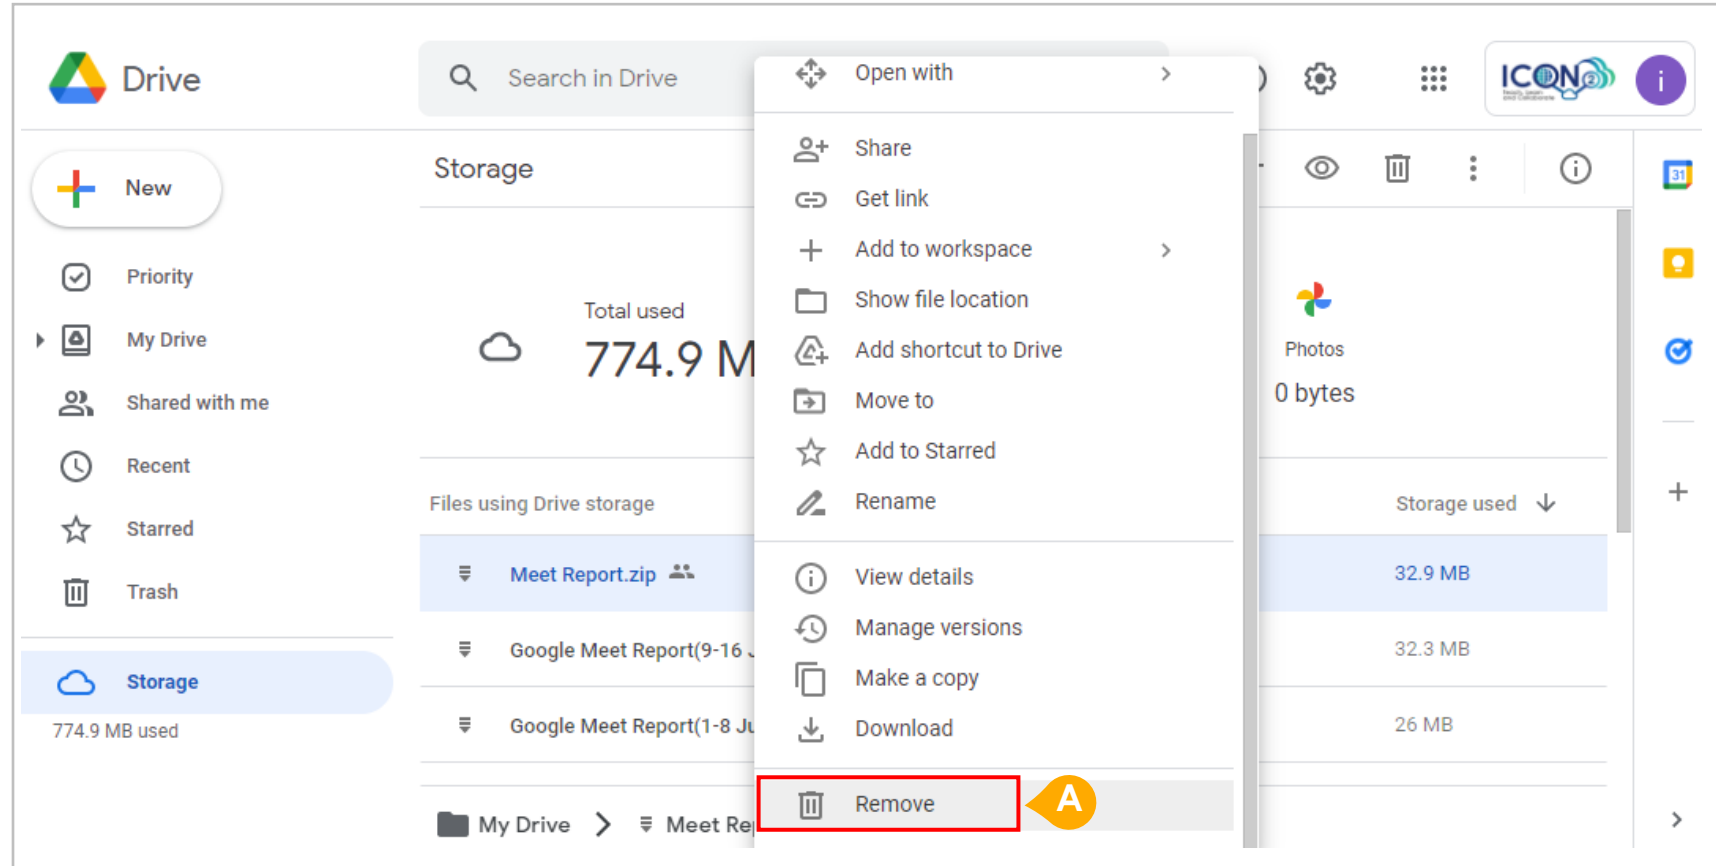 Drive
Search in Drive
ICON2
i
New
Priority
My Drive
Shared with me
Recent
Starred
Trash
Storage
774.9 MB used
Storage
Total used
774.9 M
Photos
0 bytes
Files using Drive storage
Storage used
Meet Report.zip
32.9 MB
Google Meet Report(9-16
32.3 MB
Google Meet Report(1-8 Ju
26 MB
My Drive
Meet Rep
Open with
Share
Get link
Add to workspace
Show file location
Add shortcut to Drive
Move to
Add to Starred
Rename
View details
Manage versions
Make a copy
Download
Remove
A
31